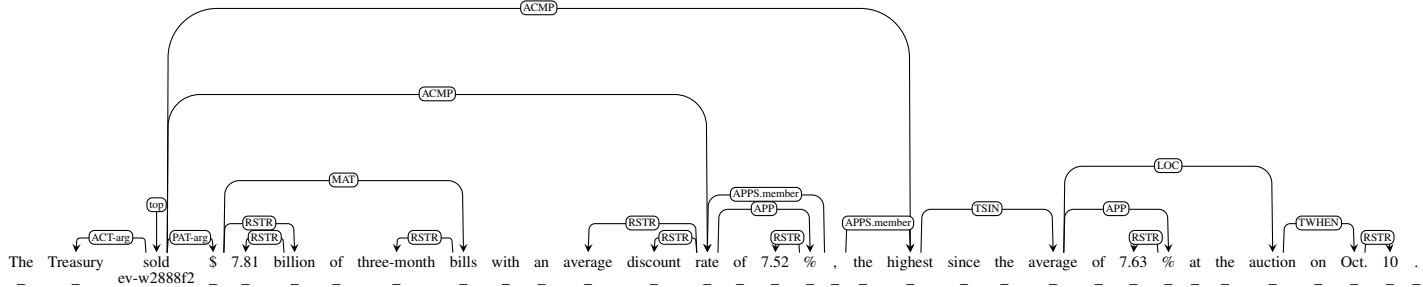 ACMP
ACMP
LOC
MAT
APPS.member
top
APP
TSIN
APP
RSTR
RSTR
APPS.member
TWHEN
ACT-arg PAT-arg RSTR RSTR RSTR RSTR RSTR RSTR
The Treasury sold $ 7.81 billion of three-month bills with an average discount rate of 7.52 % , the highest since the average of 7.63 % at the auction on Oct. 10 .
ev-w2888f2
_ _ _ _ _ _ _ _ _ _ _ _ _ _ _ _ _ _ _ _ _ _ _ _ _ _ _ _ _ _ _ _